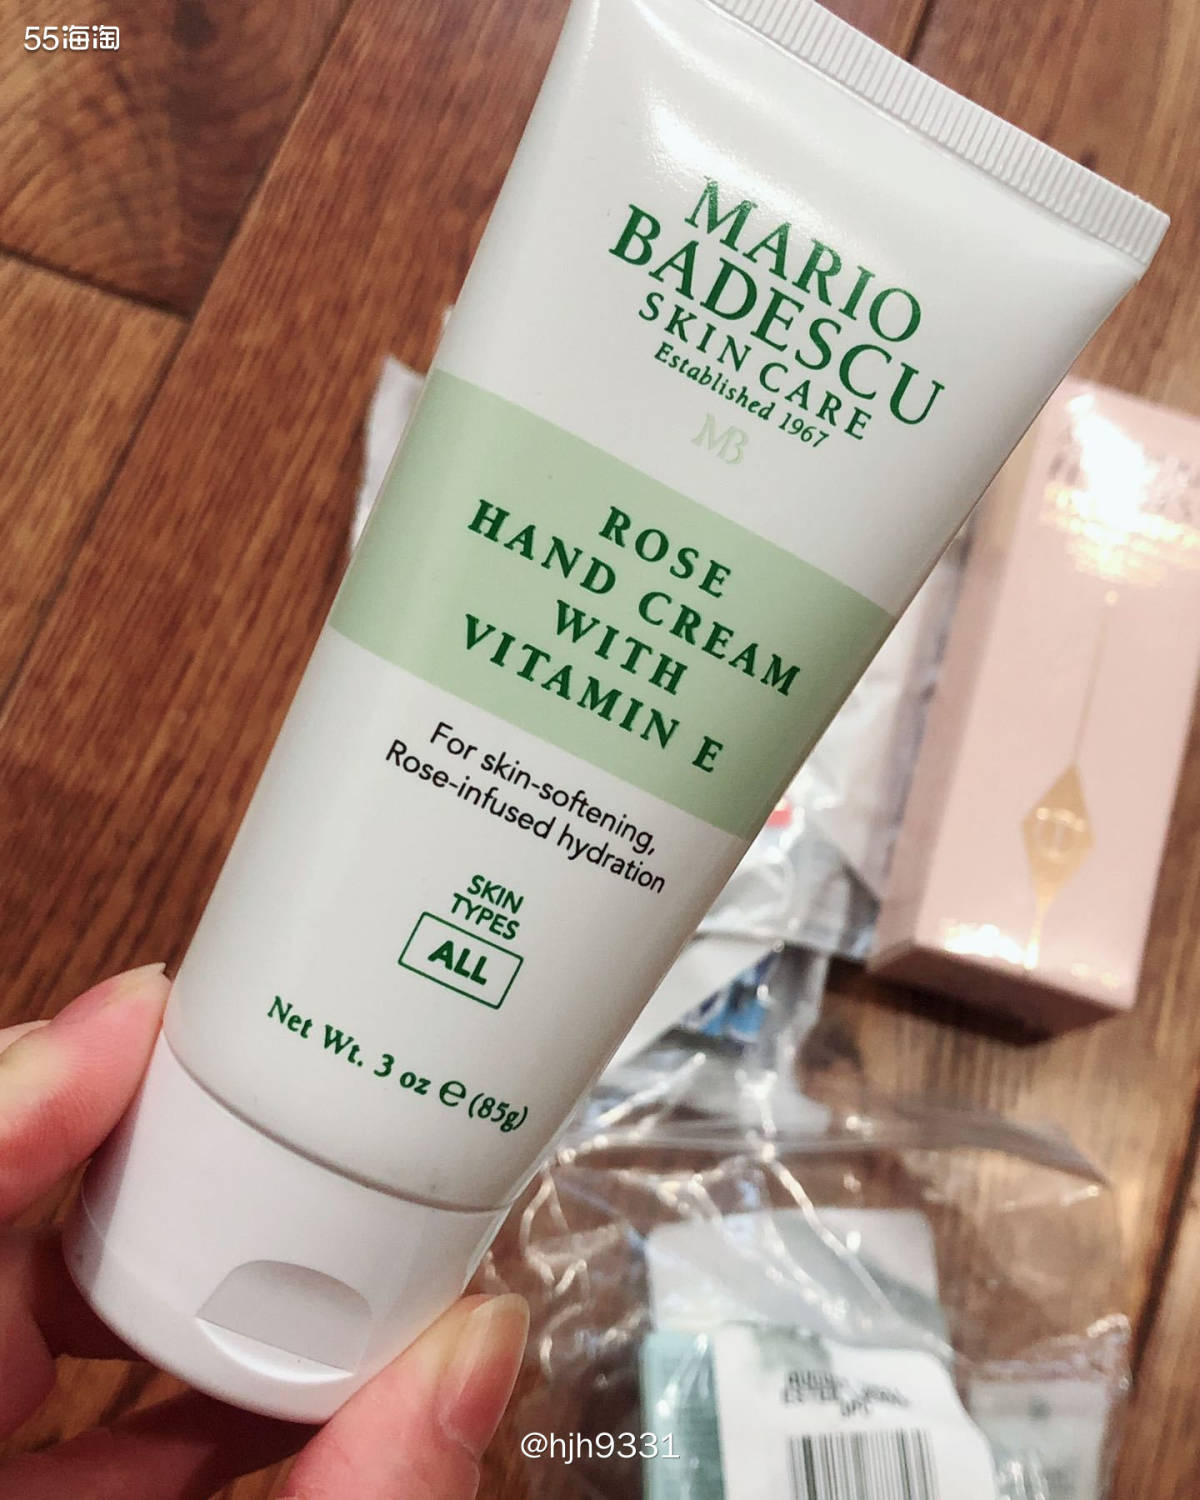 55海淘
MARIO
BADESCU
SKIN CARE
Established 1967
MB
ROSE
HAND CREAM
WITH
VITAMIN E
For skin-softening,
Rose-infused hydration
SKIN
TYPES
ALL
Net Wt. 3 oz ℮ (85g)
@hjh9331